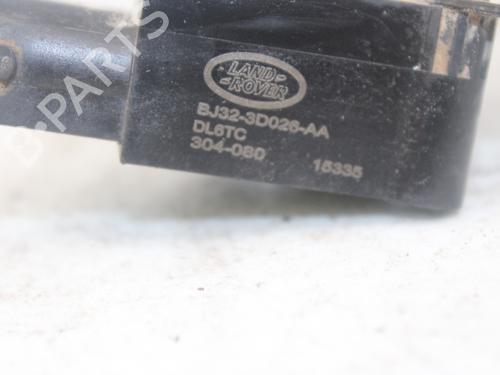 LAND-
-ROVER
BJ32-3D026-AA
DL6TC
304-080
15335
B-PARTS